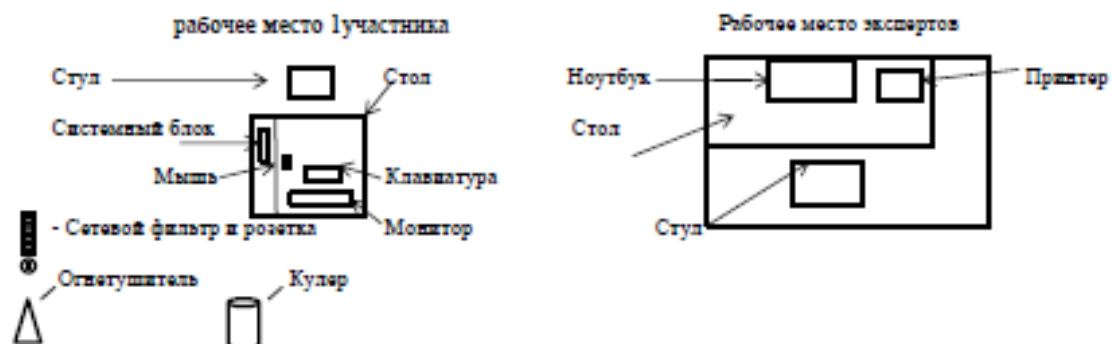 рабочее место 1участника
Стул
Стол
Системный блок
Мышь
Клавиатура
Монитор
- Сетевой фильтр и розетка
Огнетушитель
Кулер
Рабочее место экспертов
Ноутбук
Принтер
Стол
Стул